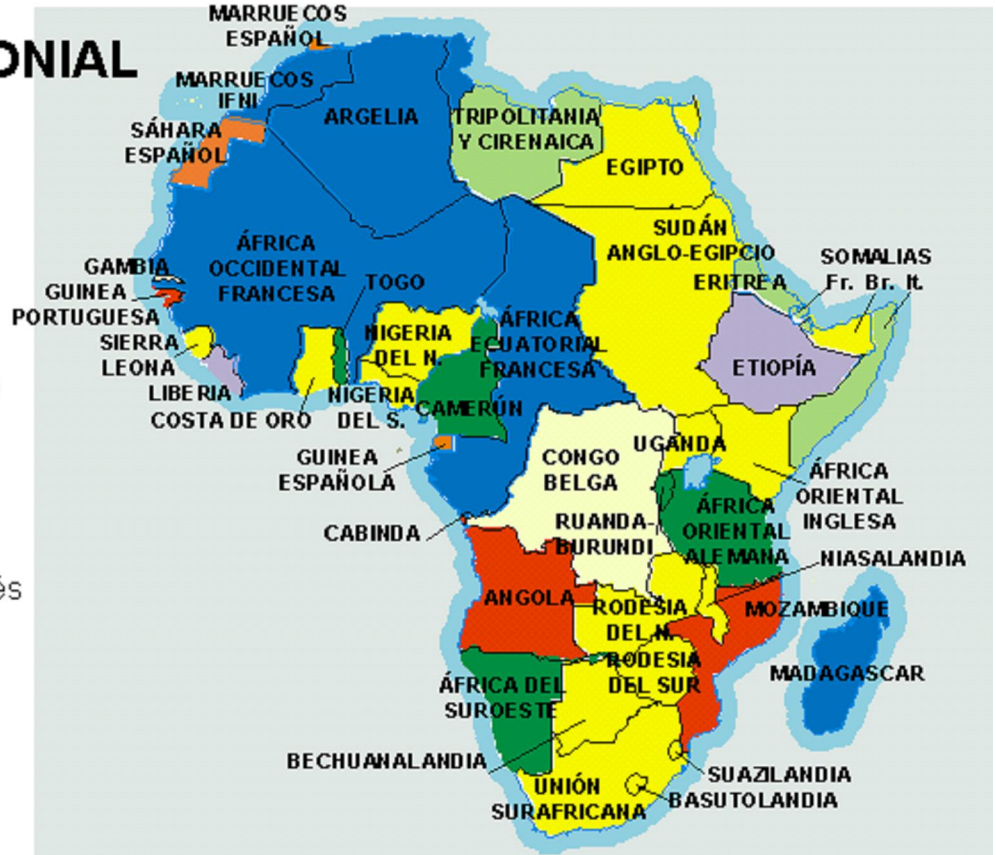 MARRUECOS
ESPAÑOL
ONIAL
MARRUECOS
IFNI
ARGELIA
TRIPOLITANIA
Y CIRENAICA
SÁHARA
ESPAÑOL
EGIPTO
SUDÁN
ANGLO-EGIPCIO
ÁFRICA
OCCIDENTAL
FRANCESA
SOMALIAS
Fr. Br. It.
GAMBIA
TOGO
ERITREA
GUINEA
PORTUGUESA
NIGERIA
DEL N.
ÁFRICA
ECUATORIAL
FRANCESA
SIERRA
LEONA
ETIOPÍA
LIBERIA
NIGERIA
DEL S.
COSTA DE ORO
CAMERÚN
UGANDA
GUINEA
ESPAÑOLA
CONGO
BELGA
ÁFRICA
ORIENTAL
INGLESA
ÁFRICA
ORIENTAL
ALEMANA
CABINDA
RUANDA-
BURUNDI
NIASALANDIA
és
ANGOLA
RODESIA
DEL N.
MOZAMBIQUE
RODESIA
DEL SUR
MADAGASCAR
ÁFRICA DEL
SUROESTE
BECHUANALANDIA
SUAZILANDIA
UNIÓN
SURAFRICANA
BASUTOLANDIA